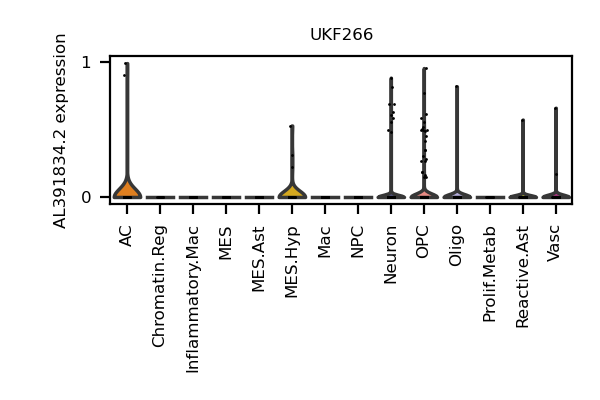 UKF266
AL391834.2 expression
1
0
AC
Chromatin.Reg
Inflammatory.Mac
MES
MES.Ast
MES.Hyp
Mac
NPC
Neuron
OPC
Oligo
Prolif.Metab
Reactive.Ast
Vasc